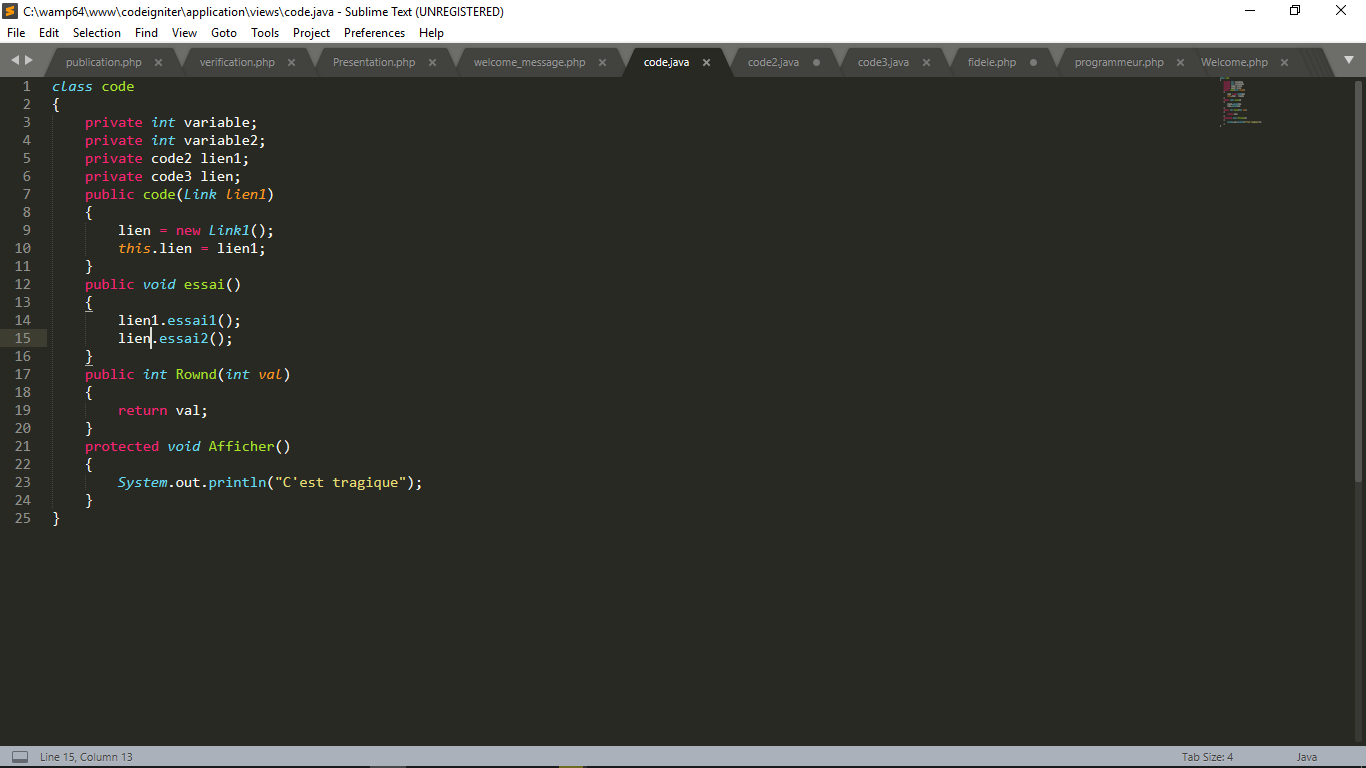 C:\wamp64\www\codeigniter\application\views\code.java - Sublime Text (UNREGISTERED)
File Edit Selection Find View Goto Tools Project Preferences Help
publication.php verification.php Presentation.php welcome_message.php code.java code2.java code3.java fidele.php programmeur.php Welcome.php
1 class code
2 {
3     private int variable;
4     private int variable2;
5     private code2 lien1;
6     private code3 lien;
7     public code(Link lien1)
8     {
9         lien = new Link1();
10         this.lien = lien1;
11     }
12     public void essai()
13     {
14         lien1.essai1();
15         lien.essai2();
16     }
17     public int Rownd(int val)
18     {
19         return val;
20     }
21     protected void Afficher()
22     {
23         System.out.println("C'est tragique");
24     }
25 }
Line 15, Column 13 Tab Size: 4 Java